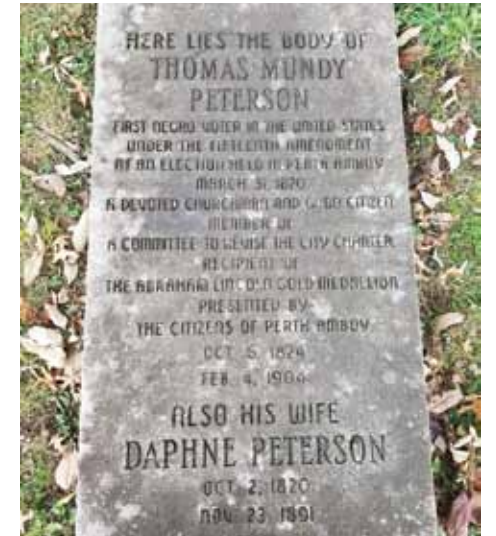 HERE LIES THE BODY OF
THOMAS MUNDY
PETERSON
FIRST NEGRO VOTER IN THE UNITED STATES
UNDER THE FIFTEENTH AMENDMENT
AT AN ELECTION HELD IN PERTH AMBOY
MARCH 31, 1870
A DEVOTED CHURCHMAN AND GOOD CITIZEN
MEMBER OF
A COMMITTEE TO REVISE THE CITY CHARTER
RECIPIENT OF
THE ABRAHAM LINCOLN GOLD MEDALLION
PRESENTED BY
THE CITIZENS OF PERTH AMBOY
OCT 6, 1824
FEB. 4, 1904
ALSO HIS WIFE
DAPHNE PETERSON
OCT. 2, 1820
NOV. 23, 1891